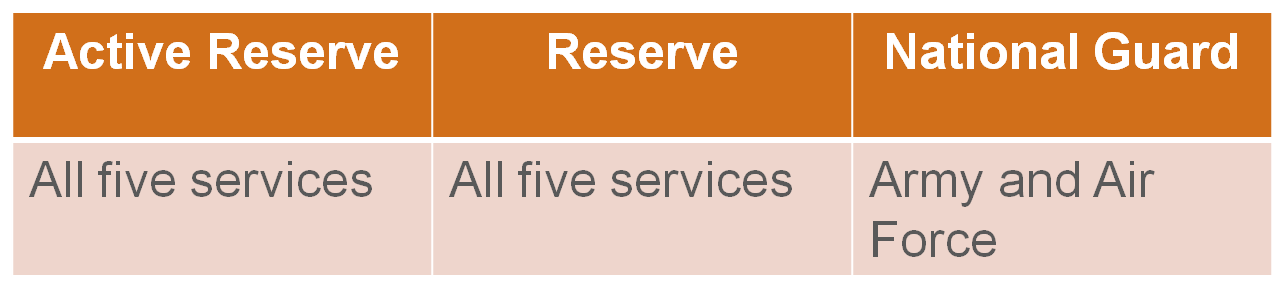 Active Reserve
Reserve
National Guard
All five services
All five services
Army and Air
Force